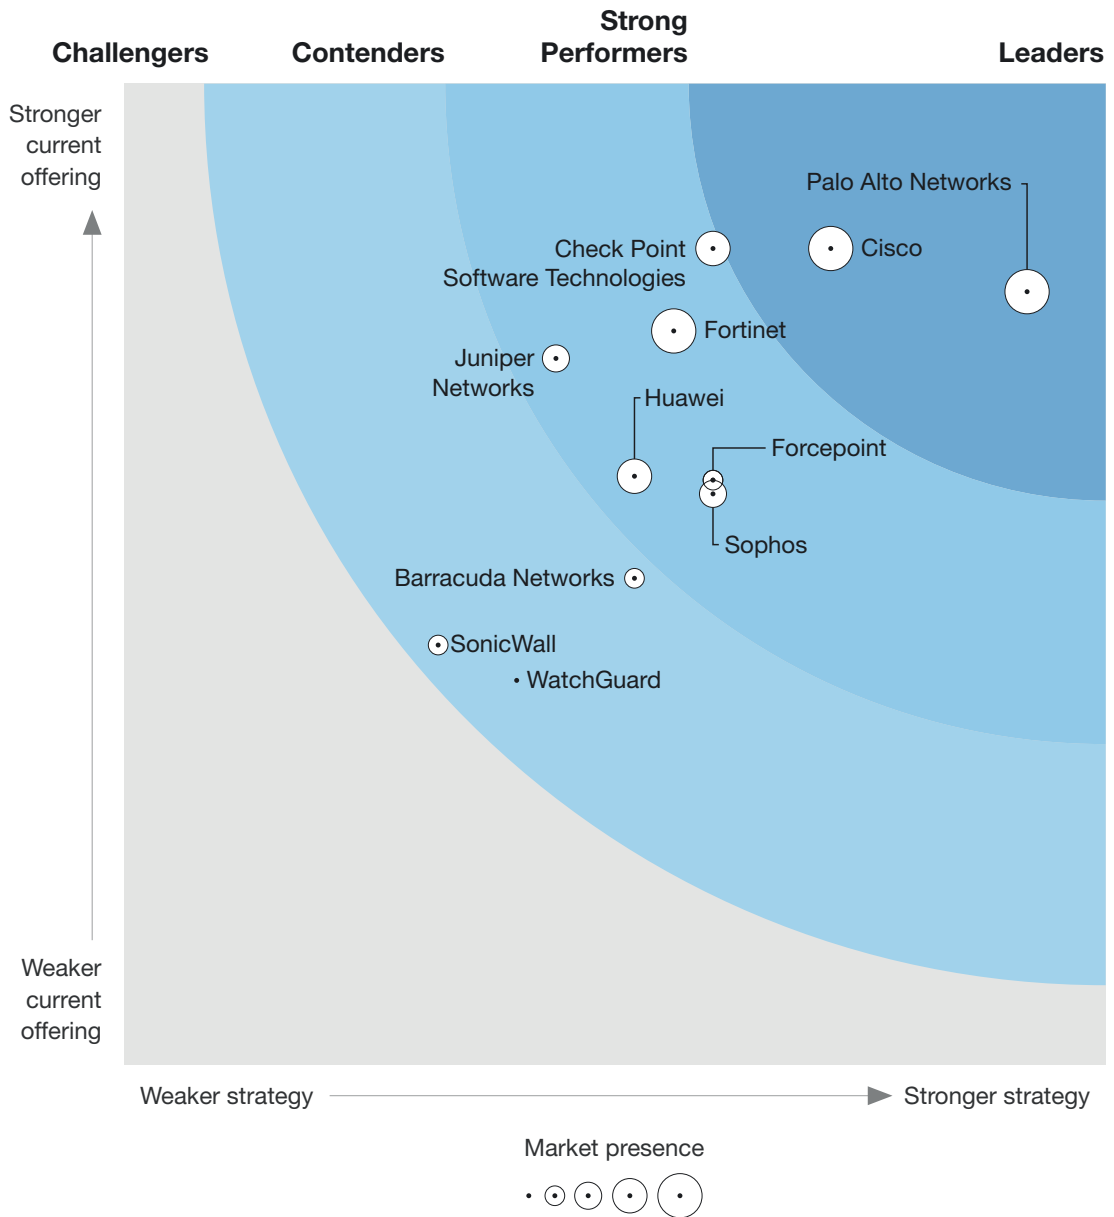 Challengers
Contenders
Strong
Performers
Leaders
Stronger
current
offering
Palo Alto Networks
Check Point
Software Technologies
Cisco
Fortinet
Juniper
Networks
Huawei
Forcepoint
Sophos
Barracuda Networks
SonicWall
WatchGuard
Weaker
current
offering
Weaker strategy
Stronger strategy
Market presence